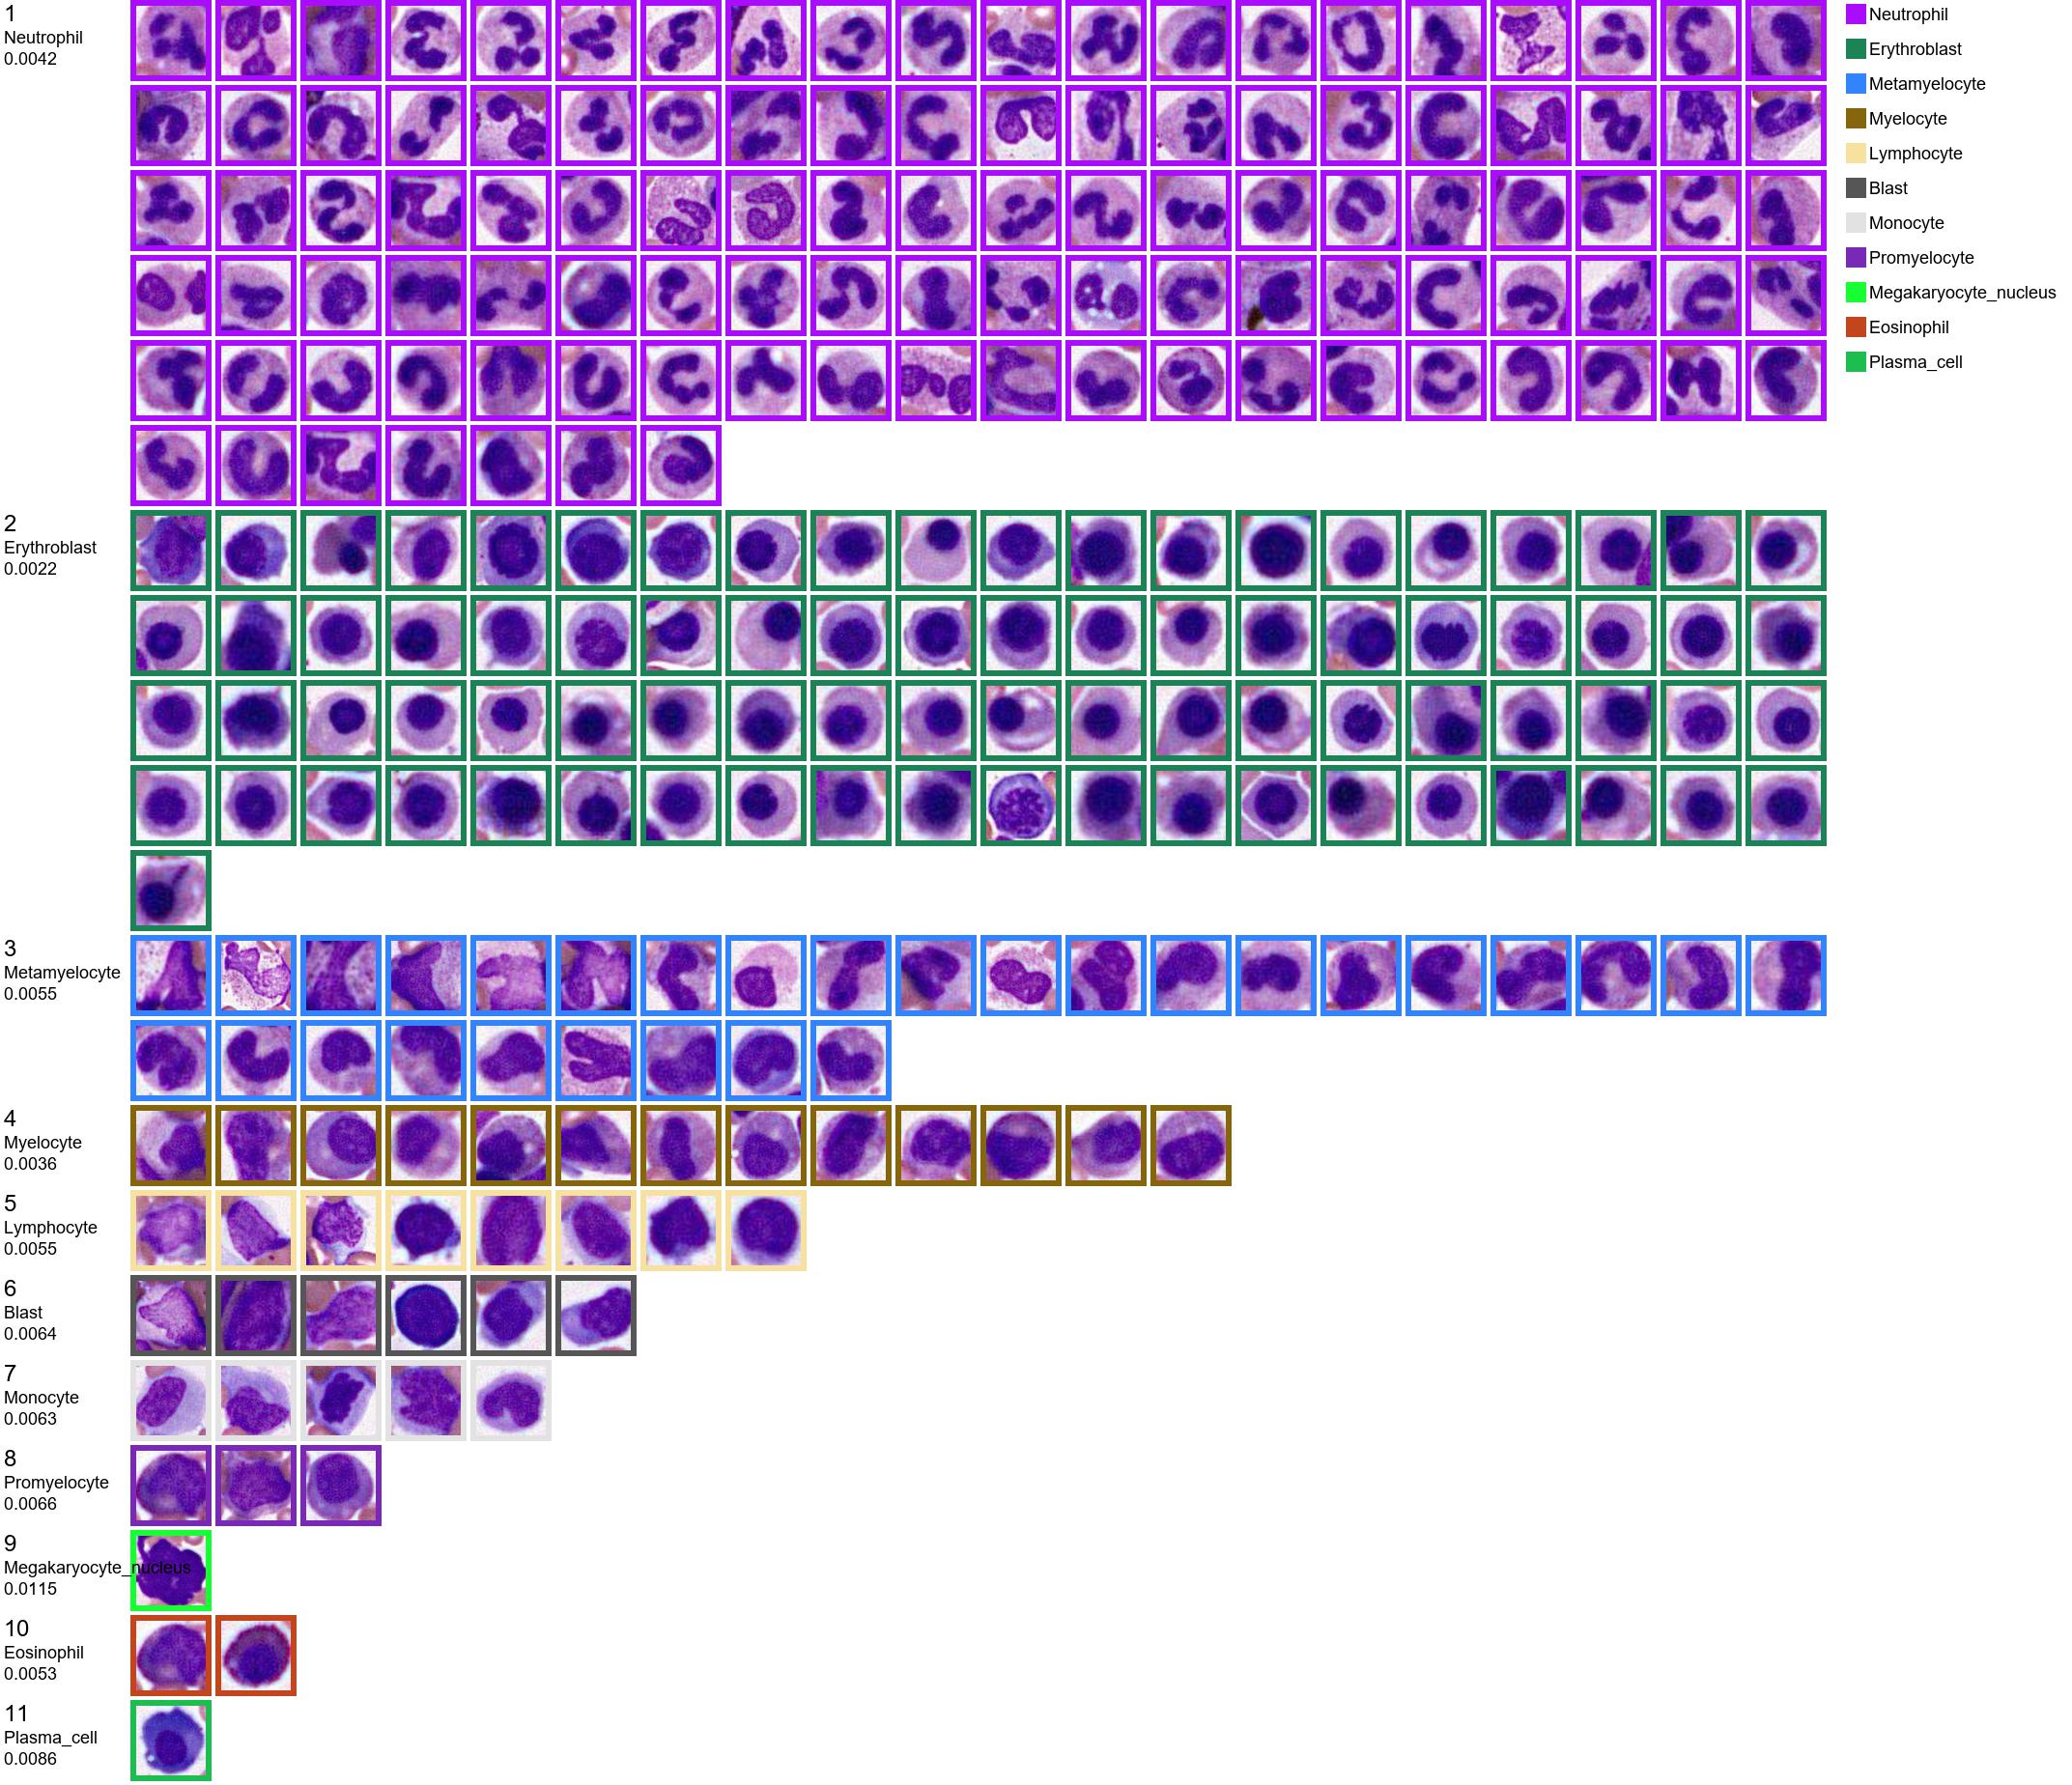 1
Neutrophil
0.0042
2
Erythroblast
0.0022
3
Metamyelocyte
0.0055
4
Myelocyte
0.0036
5
Lymphocyte
0.0055
6
Blast
0.0064
7
Monocyte
0.0063
8
Promyelocyte
0.0066
9
Megakaryocyte_nucleus
0.0115
10
Eosinophil
0.0053
11
Plasma_cell
0.0086
Neutrophil
Erythroblast
Metamyelocyte
Myelocyte
Lymphocyte
Blast
Monocyte
Promyelocyte
Megakaryocyte_nucleus
Eosinophil
Plasma_cell